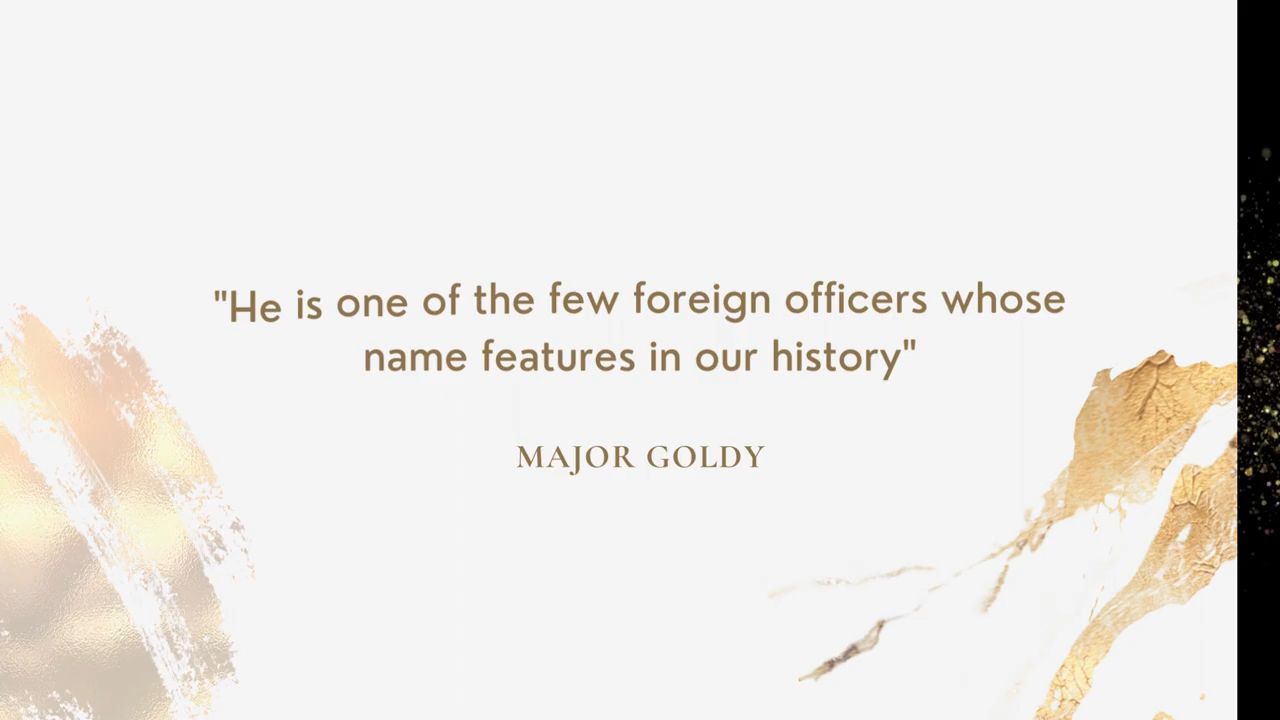 "He is one of the few foreign officers whose
name features in our history"
MAJOR GOLDY